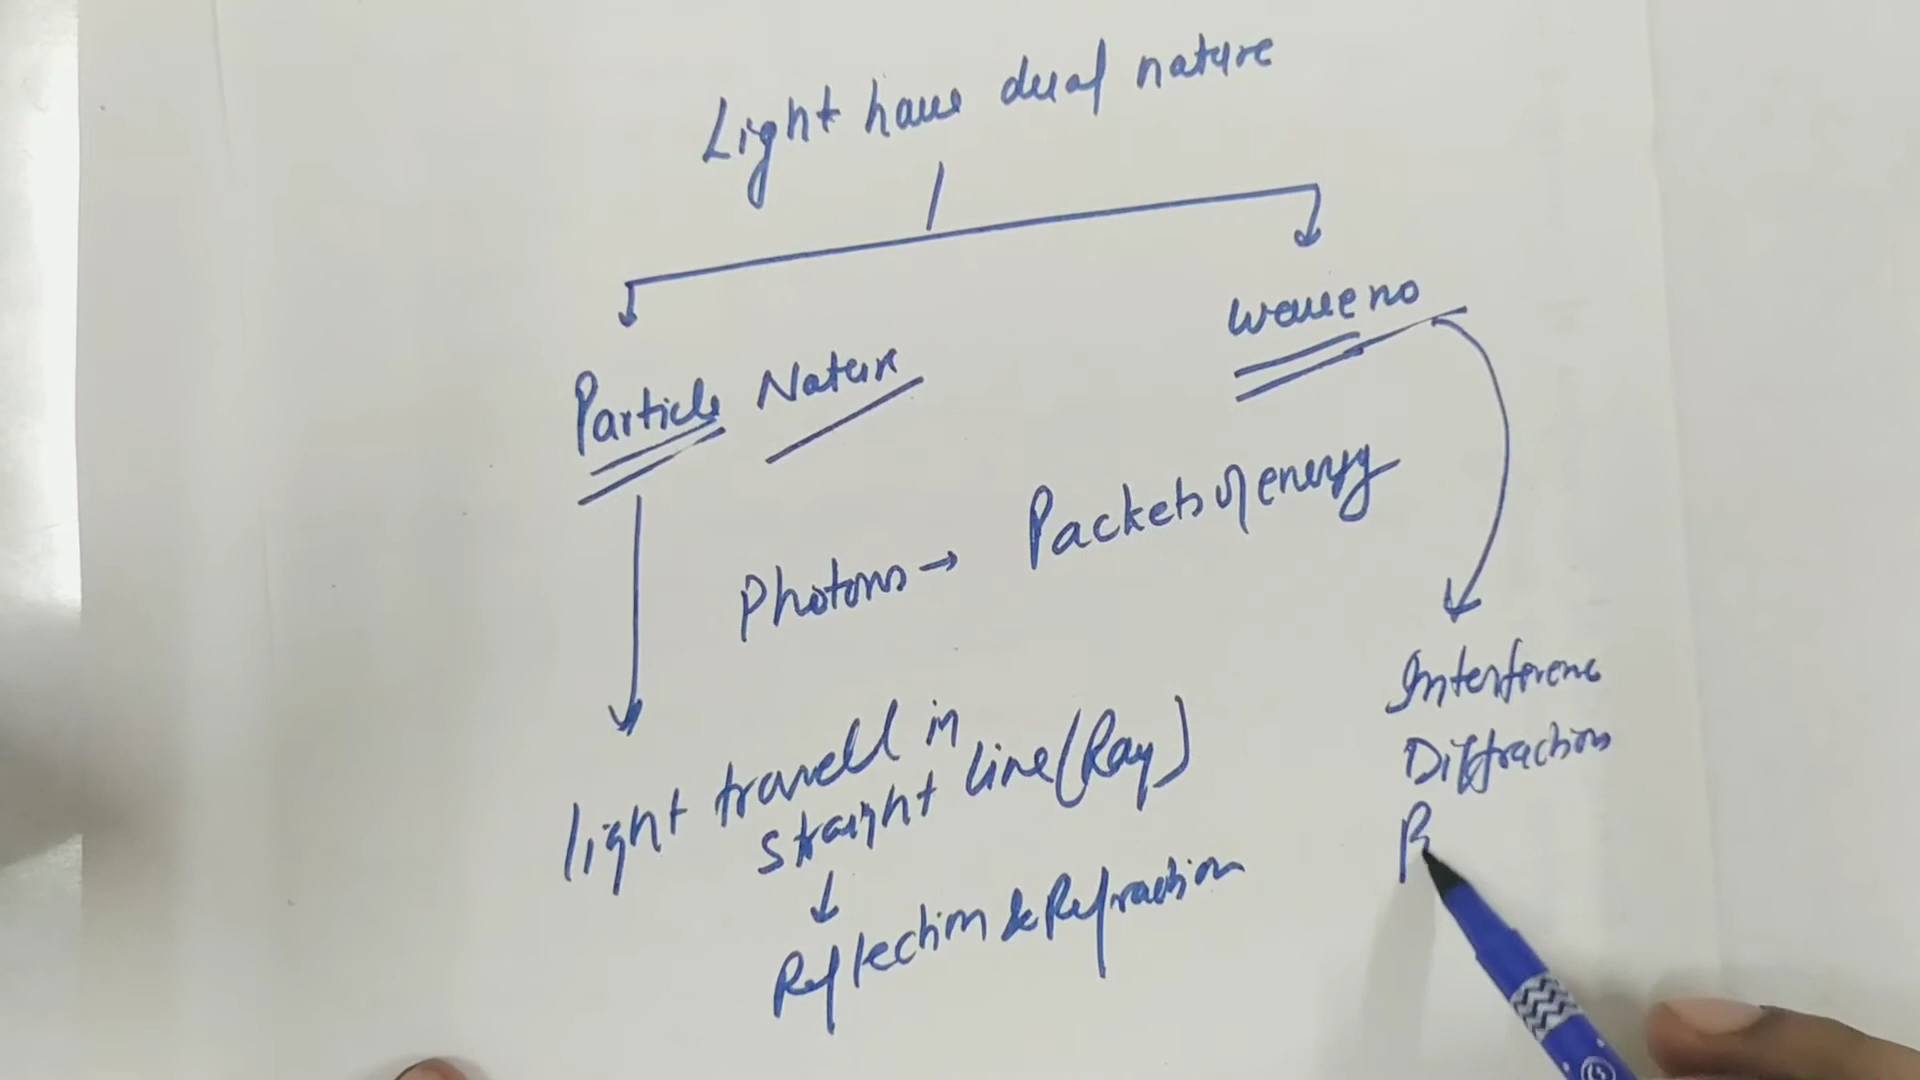 Light have dual nature
Particle Nature
wave no
Photons → Packets of energy
light travell in
straight line (Ray)
↓
Reflection & Refraction
Interference
Diffraction
P